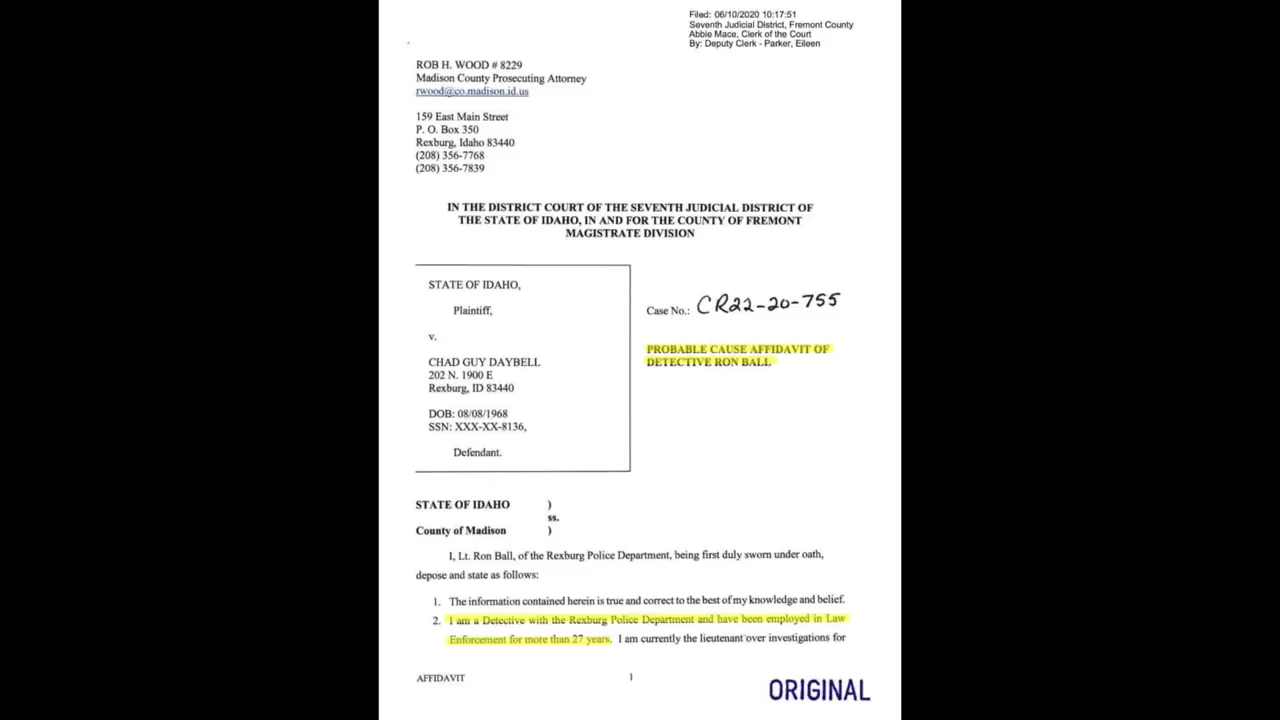 Filed: 06/10/2020 10:17:51
Seventh Judicial District, Fremont County
Abbie Mace, Clerk of the Court
By: Deputy Clerk - Parker, Eileen
ROB H. WOOD # 8229
Madison County Prosecuting Attorney
rwood@co.madison.id.us
159 East Main Street
P. O. Box 350
Rexburg, Idaho 83440
(208) 356-7768
(208) 356-7839
IN THE DISTRICT COURT OF THE SEVENTH JUDICIAL DISTRICT OF
THE STATE OF IDAHO, IN AND FOR THE COUNTY OF FREMONT
MAGISTRATE DIVISION
STATE OF IDAHO,
Plaintiff,
v.
CHAD GUY DAYBELL
202 N. 1900 E
Rexburg, ID 83440
DOB: 08/08/1968
SSN: XXX-XX-8136,
Defendant.
Case No.: CR22-20-755
PROBABLE CAUSE AFFIDAVIT OF
DETECTIVE RON BALL
STATE OF IDAHO )
ss.
County of Madison )
I, Lt. Ron Ball, of the Rexburg Police Department, being first duly sworn under oath,
depose and state as follows:
1. The information contained herein is true and correct to the best of my knowledge and belief.
2. I am a Detective with the Rexburg Police Department and have been employed in Law
Enforcement for more than 27 years. I am currently the lieutenant over investigations for
AFFIDAVIT 1
ORIGINAL